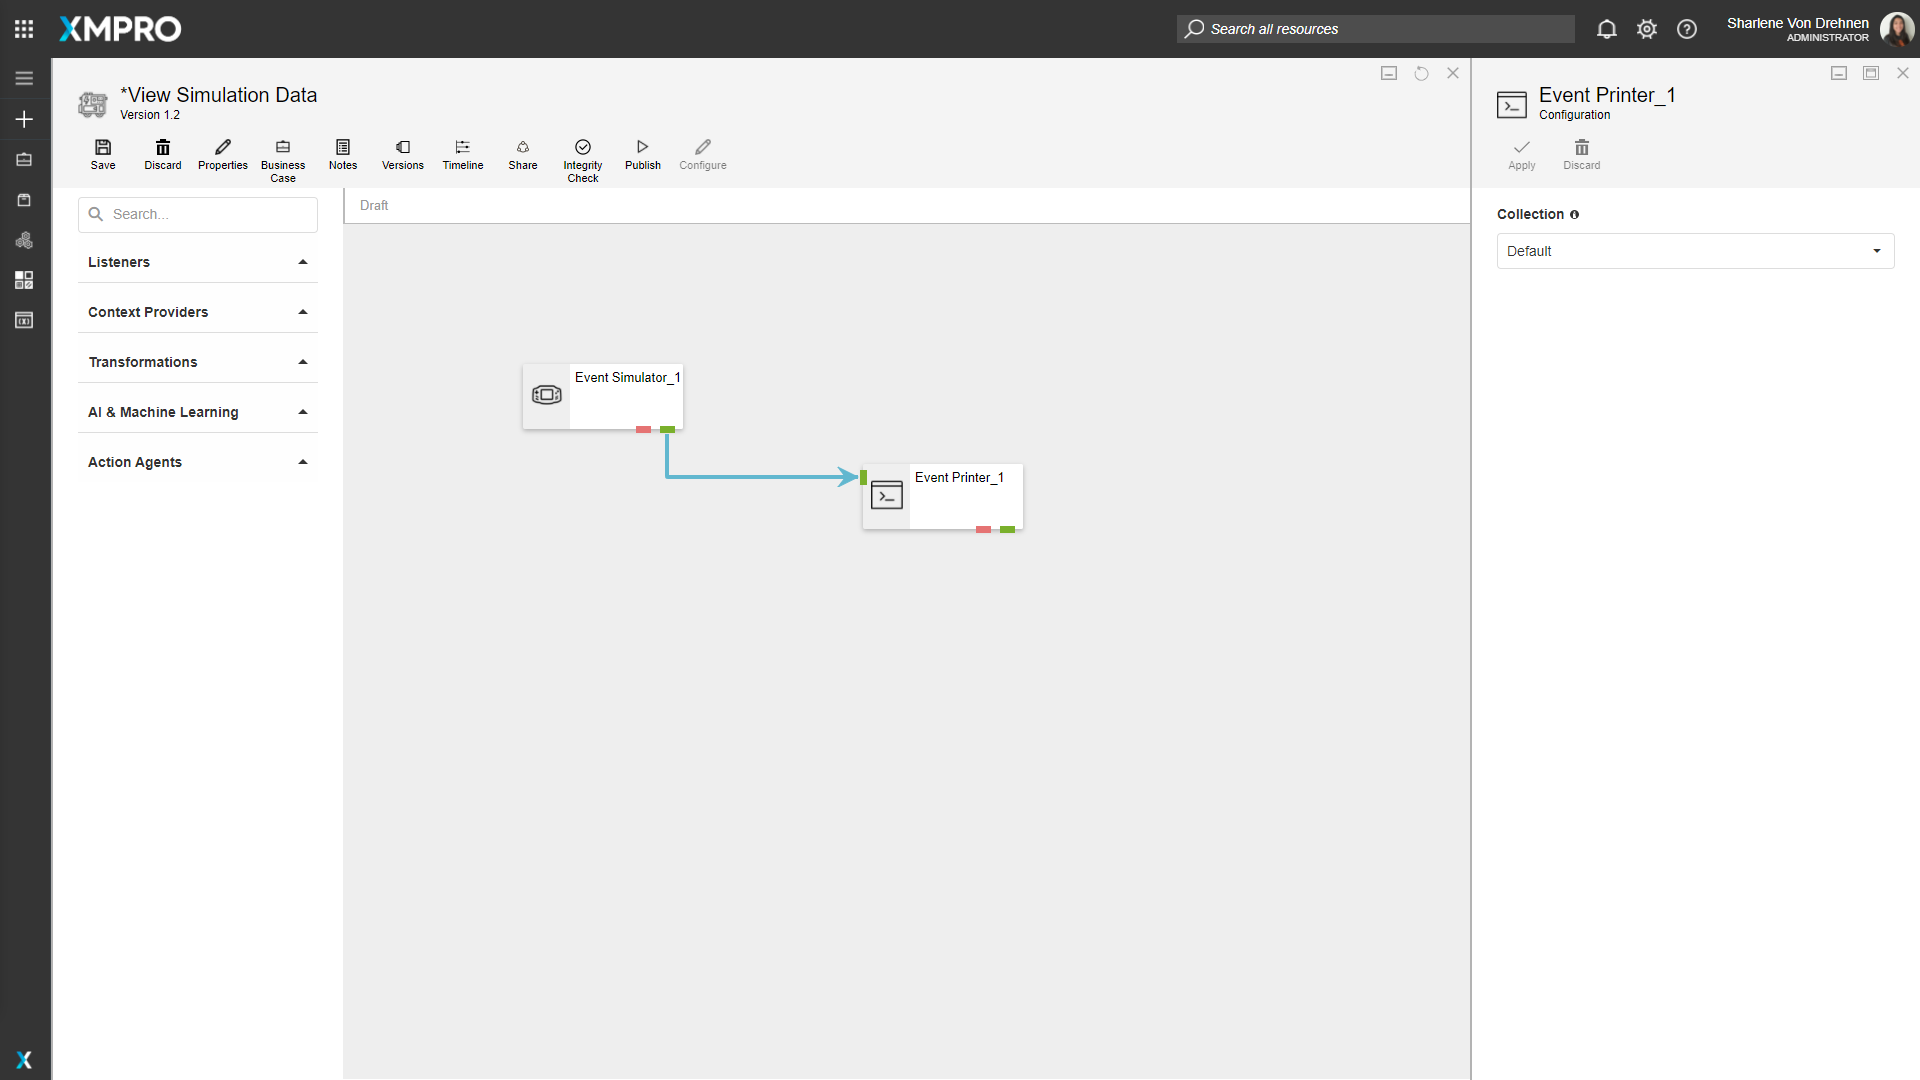 XMPRO
Search all resources
Sharlene Von Drehnen
ADMINISTRATOR
*View Simulation Data
Version 1.2
Save
Discard
Properties
Business
Case
Notes
Versions
Timeline
Share
Integrity
Check
Publish
Configure
Search...
Listeners
Context Providers
Transformations
AI & Machine Learning
Action Agents
Draft
Event Simulator_1
Event Printer_1
Event Printer_1
Configuration
Apply
Discard
Collection
Default